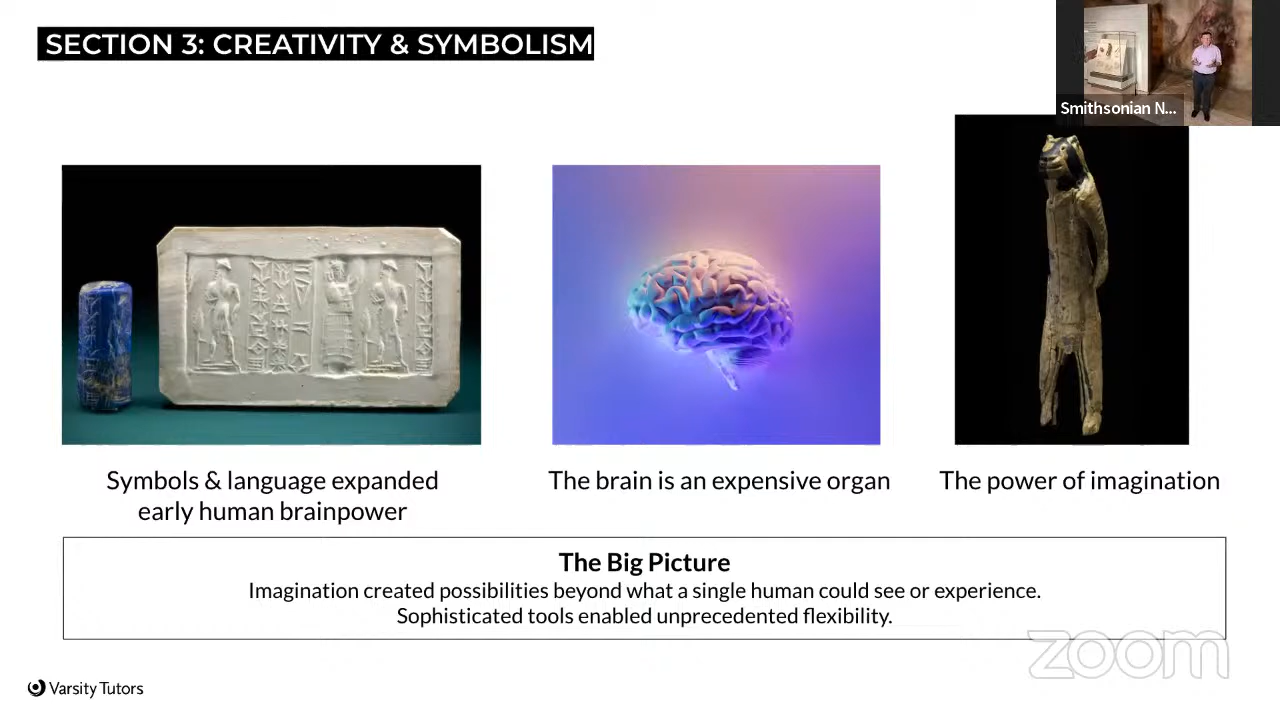 SECTION 3: CREATIVITY & SYMBOLISM
Smithsonian N...
Symbols & language expanded
early human brainpower
The brain is an expensive organ
The power of imagination
The Big Picture
Imagination created possibilities beyond what a single human could see or experience.
Sophisticated tools enabled unprecedented flexibility.
zoom
Varsity Tutors